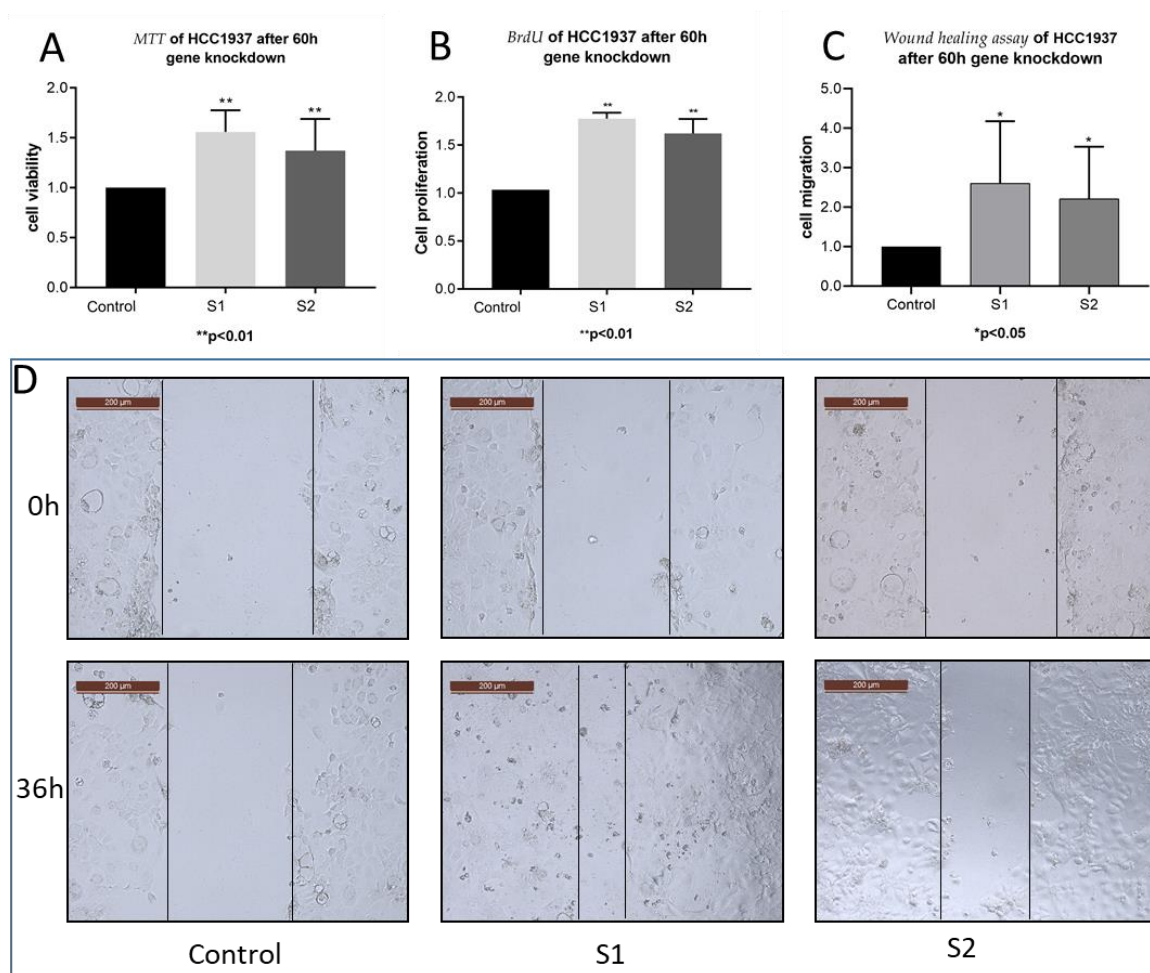 A
MTT of HCC1937 after 60h
gene knockdown
cell viability
2.0
1.5
1.0
0.5
0.0
**
**
Control
S1
S2
**p<0.01
B
BrdU of HCC1937 after 60h
gene knockdown
Cell proliferation
2.0
1.5
1.0
0.5
0.0
**
**
Control
S1
S2
**p<0.01
C
Wound healing assay of HCC1937
after 60h gene knockdown
cell migration
5.0
4.0
3.0
2.0
1.0
0.0
*
*
Control
S1
S2
*p<0.05
D
0h
200 µm
200 µm
200 µm
36h
200 µm
200 µm
200 µm
Control
S1
S2